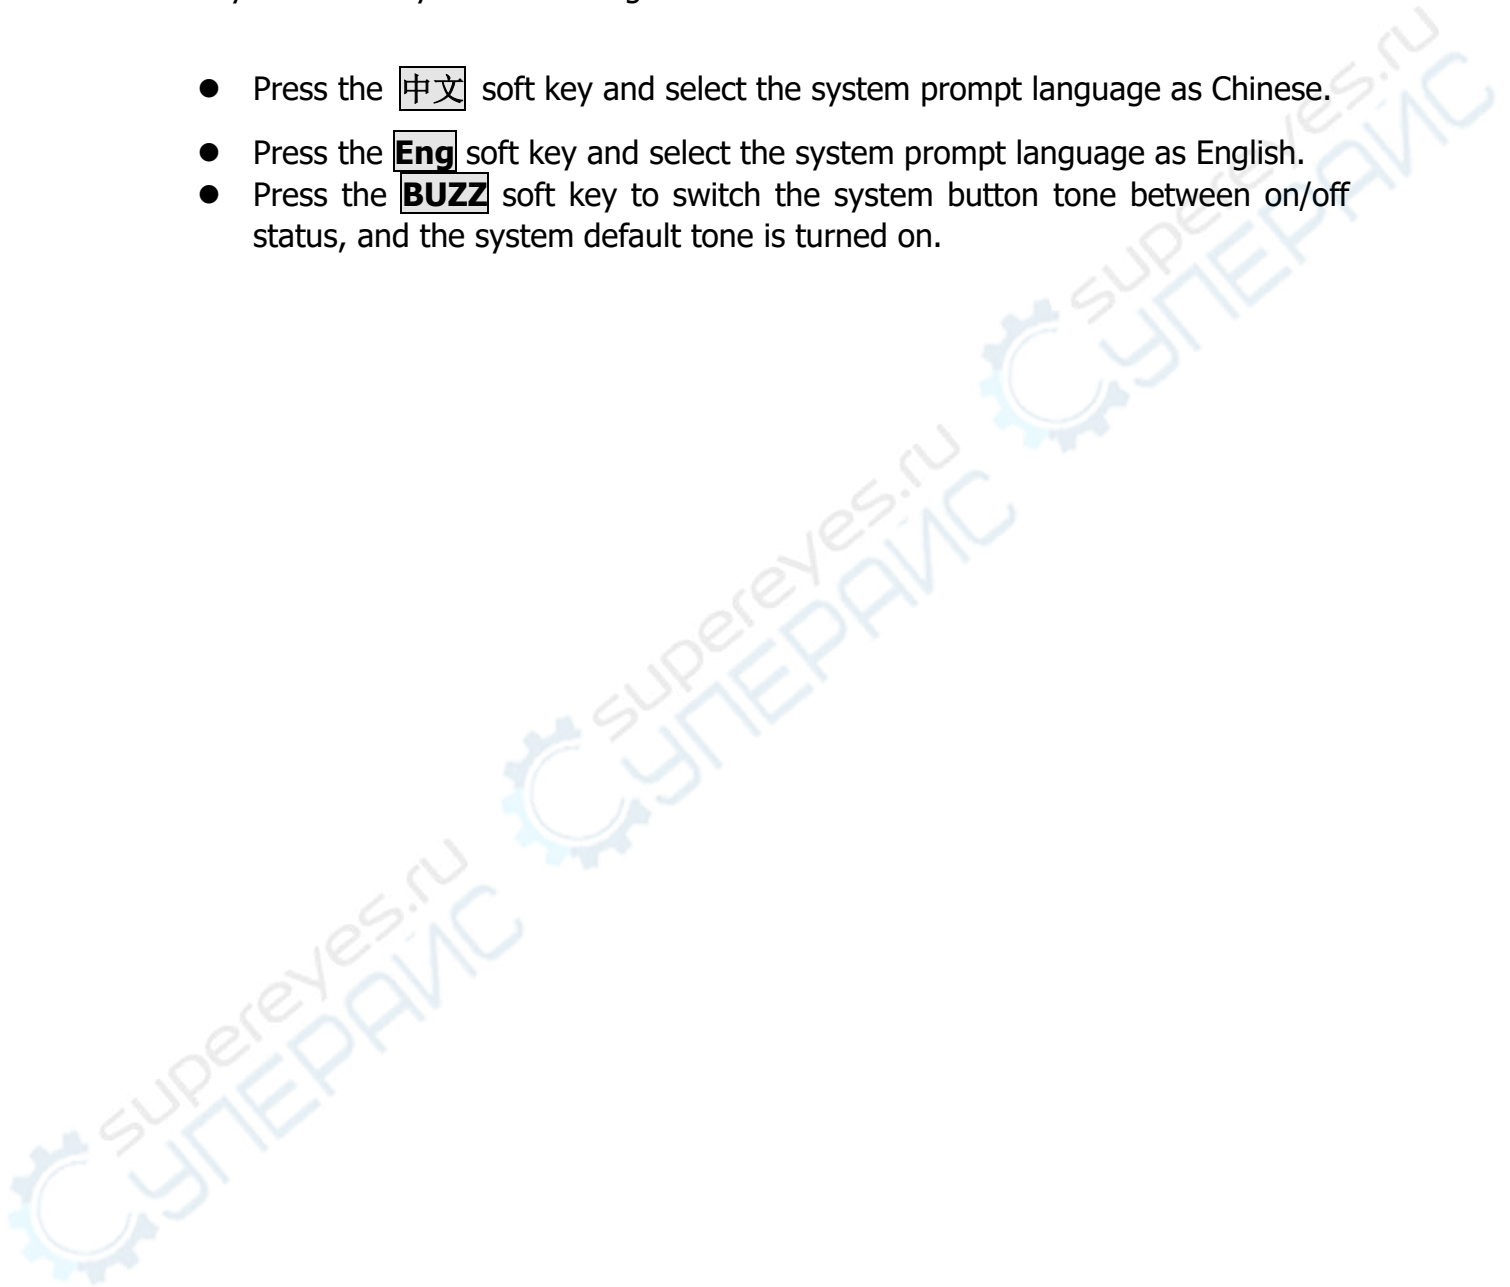 ● Press the 中文 soft key and select the system prompt language as Chinese.
● Press the Eng soft key and select the system prompt language as English.
● Press the BUZZ soft key to switch the system button tone between on/off
status, and the system default tone is turned on.
supereyes.ru
СУПЕРАЙС
supereyes.ru
СУПЕРАЙС
supereyes.ru
СУПЕРАЙС